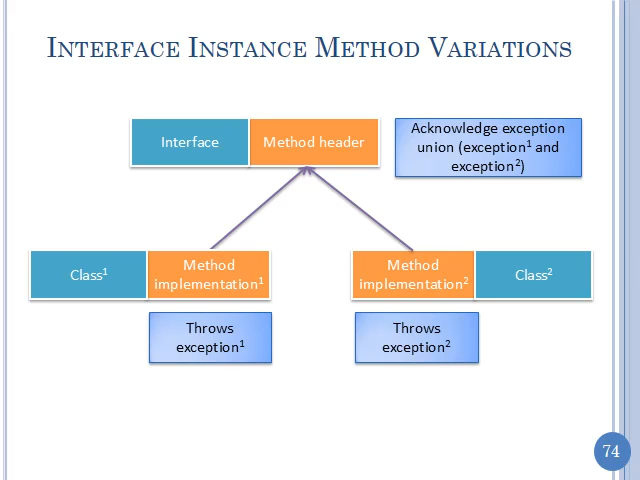 INTERFACE INSTANCE METHOD VARIATIONS
Interface
Method header
Acknowledge exception
union (exception¹ and
exception²)
Class¹
Method
implementation¹
Method
implementation²
Class²
Throws
exception¹
Throws
exception²
74